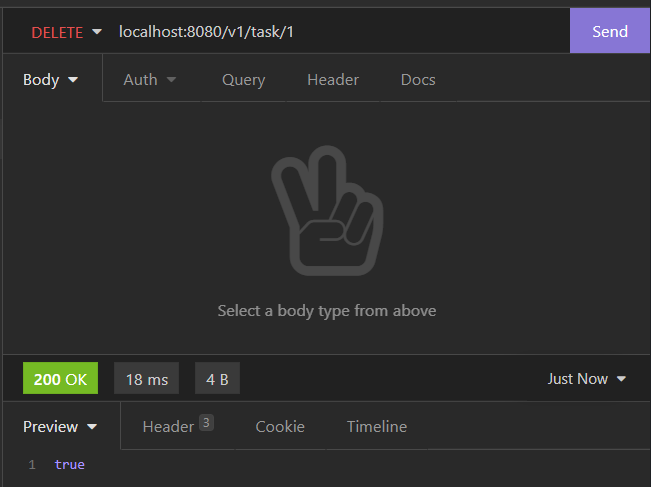 DELETE localhost:8080/v1/task/1 Send
Body Auth Query Header Docs
Select a body type from above
200 OK 18 ms 4 B Just Now
Preview Header 3 Cookie Timeline
1 true